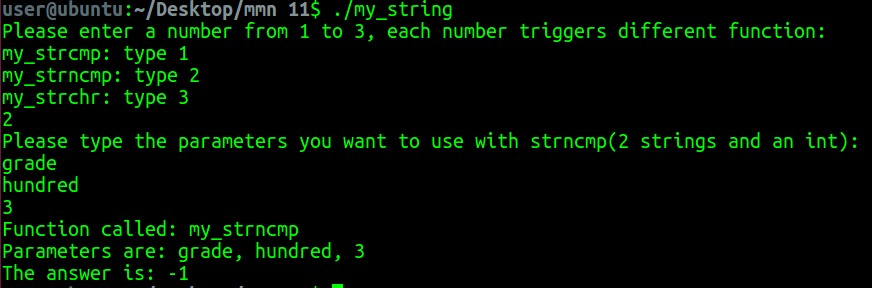 user@ubuntu:~/Desktop/mmn 11$ ./my_string
Please enter a number from 1 to 3, each number triggers different function:
my_strcmp: type 1
my_strncmp: type 2
my_strchr: type 3
2
Please type the parameters you want to use with strncmp(2 strings and an int):
grade
hundred
3
Function called: my_strncmp
Parameters are: grade, hundred, 3
The answer is: -1